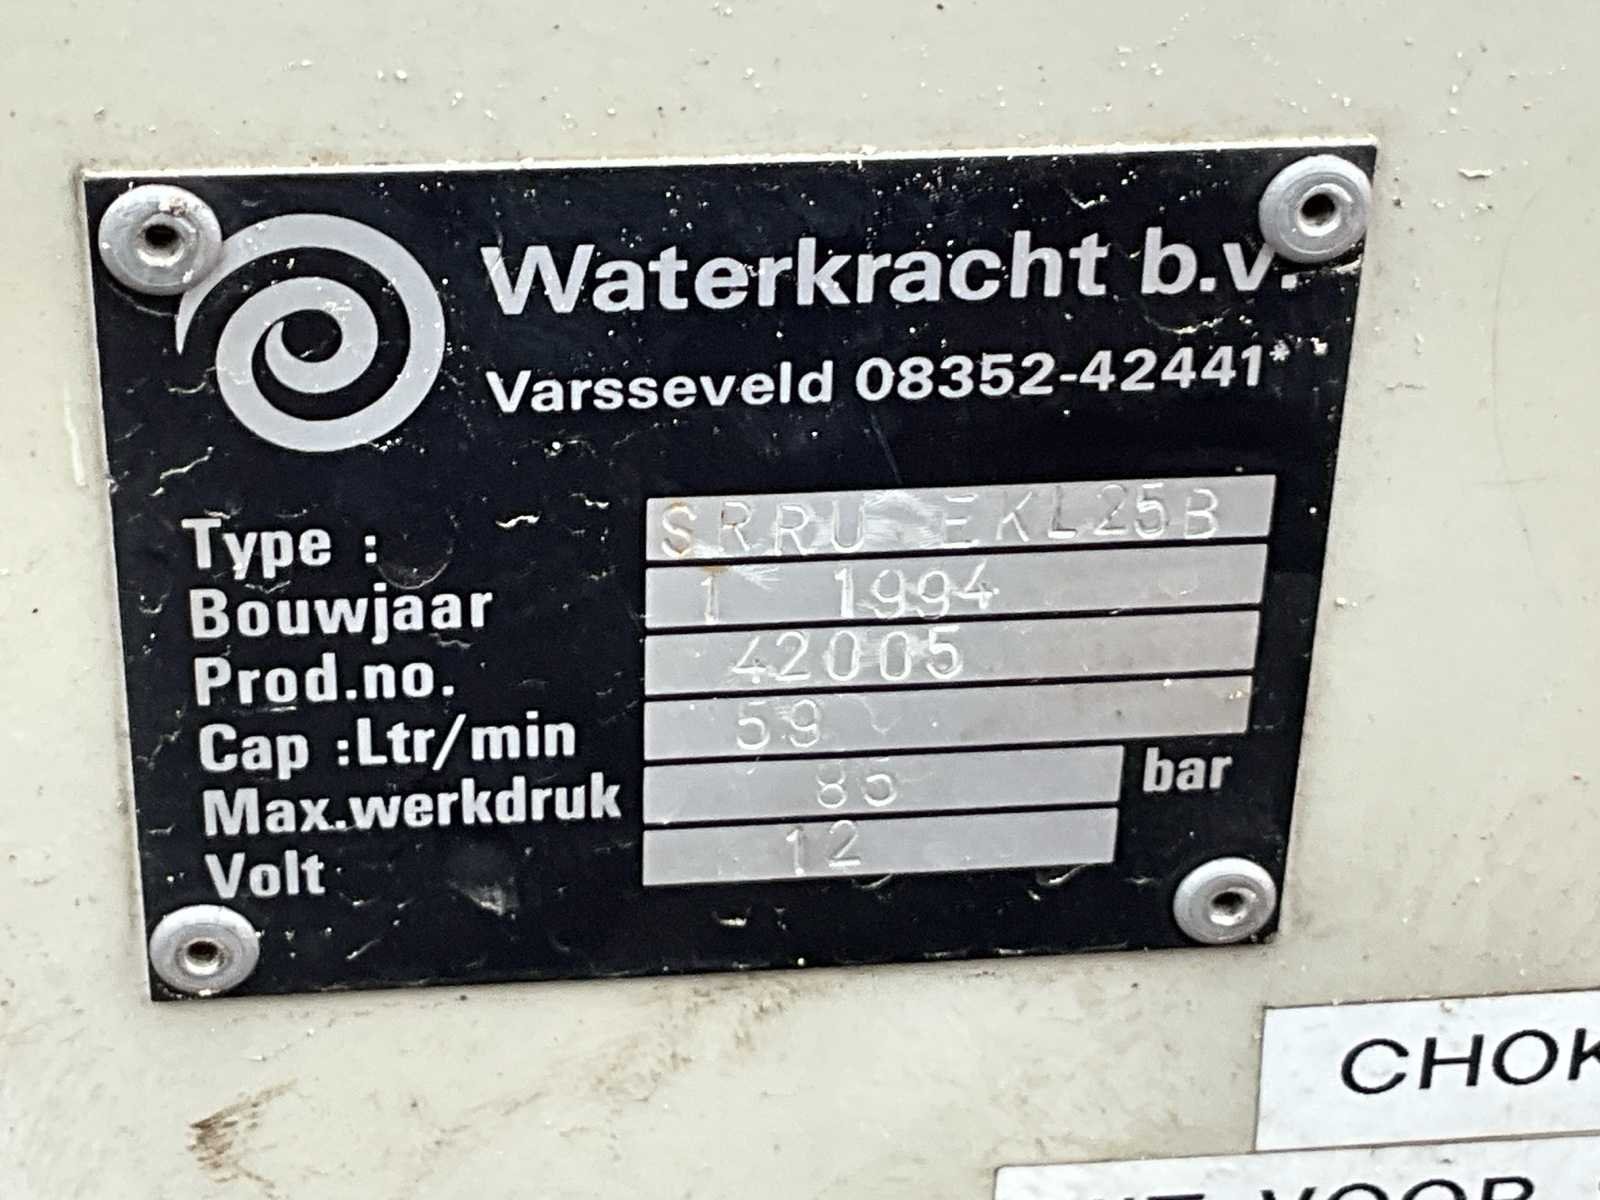 Waterkracht b.v.
Varsseveld 08352-42441*
Type : SRRU EKL25B
Bouwjaar 1 1994
Prod.no. 42005
Cap :Ltr/min 59
Max.werkdruk 85 bar
Volt 12
CHOK
VOOR